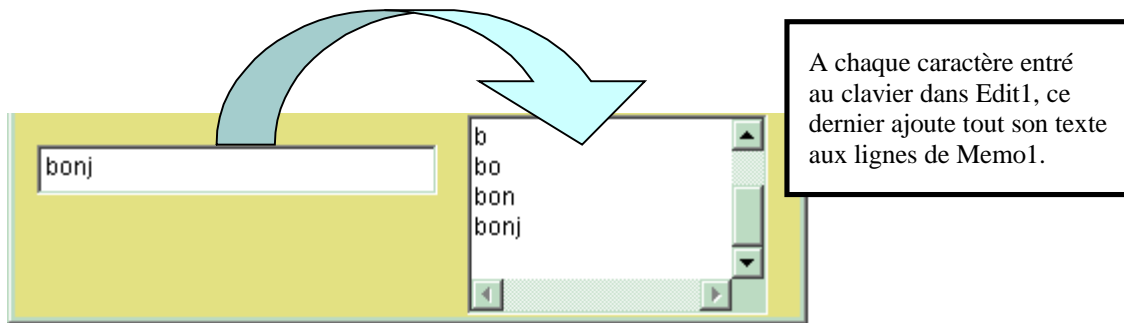 A chaque caractère entré
au clavier dans Edit1, ce
dernier ajoute tout son texte
aux lignes de Memo1.
bonj
b
bo
bon
bonj